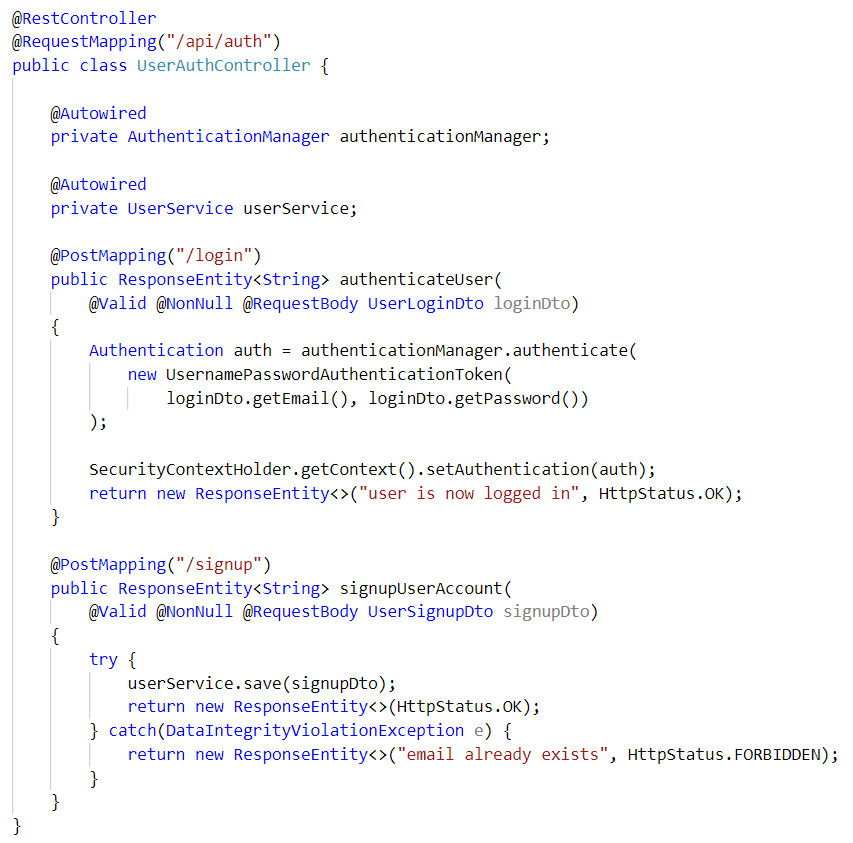 @RestController
@RequestMapping("/api/auth")
public class UserAuthController {
@Autowired
private AuthenticationManager authenticationManager;
@Autowired
private UserService userService;
@PostMapping("/login")
public ResponseEntity<String> authenticateUser(
@Valid @NonNull @RequestBody UserLoginDto loginDto)
{
Authentication auth = authenticationManager.authenticate(
new UsernamePasswordAuthenticationToken(
loginDto.getEmail(), loginDto.getPassword())
);
SecurityContextHolder.getContext().setAuthentication(auth);
return new ResponseEntity<>("user is now logged in", HttpStatus.OK);
}
@PostMapping("/signup")
public ResponseEntity<String> signupUserAccount(
@Valid @NonNull @RequestBody UserSignupDto signupDto)
{
try {
userService.save(signupDto);
return new ResponseEntity<>(HttpStatus.OK);
} catch(DataIntegrityViolationException e) {
return new ResponseEntity<>("email already exists", HttpStatus.FORBIDDEN);
}
}
}